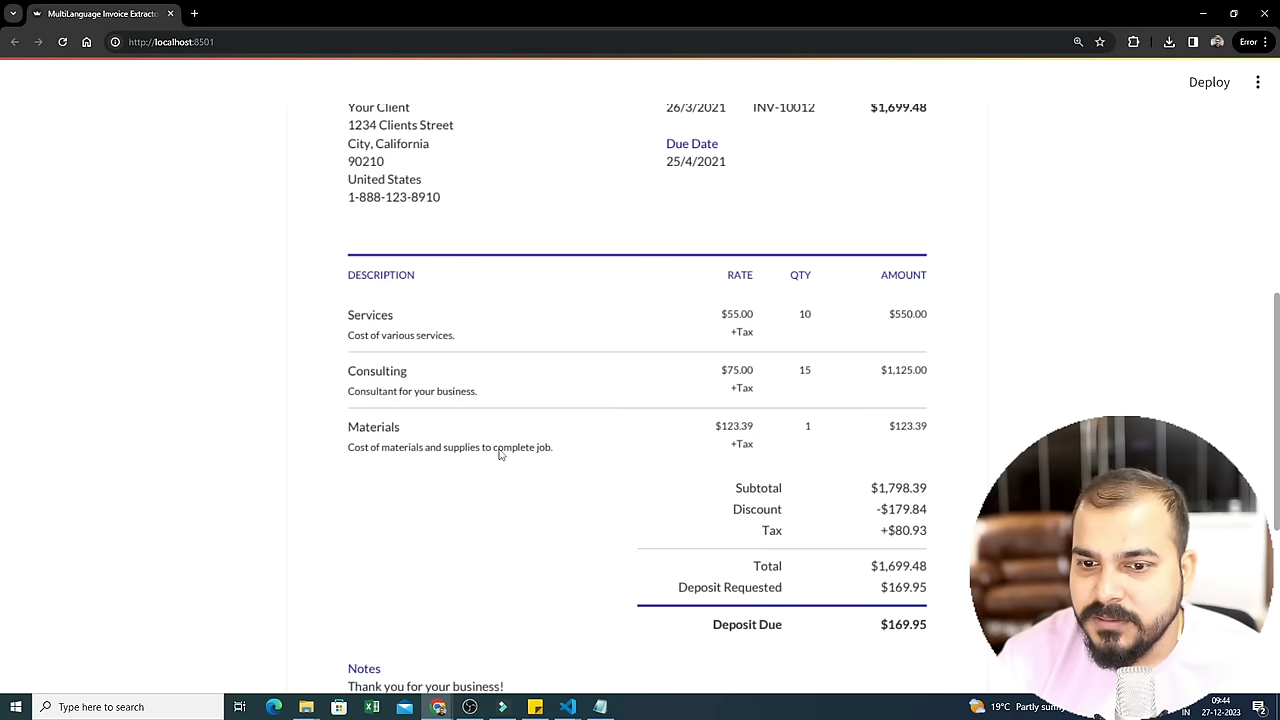 MultiLanguage Invoice Extracto
http://localhost:8501
Error
Deploy
Your Client 26/3/2021 INV-10012 $1,699.48
1234 Clients Street
City, California Due Date
90210 25/4/2021
United States
1-888-123-8910
DESCRIPTION RATE QTY AMOUNT
Services $55.00 10 $550.00
Cost of various services. +Tax
Consulting $75.00 15 $1,125.00
Consultant for your business. +Tax
Materials $123.39 1 $123.39
Cost of materials and supplies to complete job. +Tax
Subtotal $1,798.39
Discount -$179.84
Tax +$80.93
Total $1,699.48
Deposit Requested $169.95
Deposit Due $169.95
Notes
Thank you for your business!
Type here to search
19°C Partly sunn
IN
09:44
27-12-2023
2